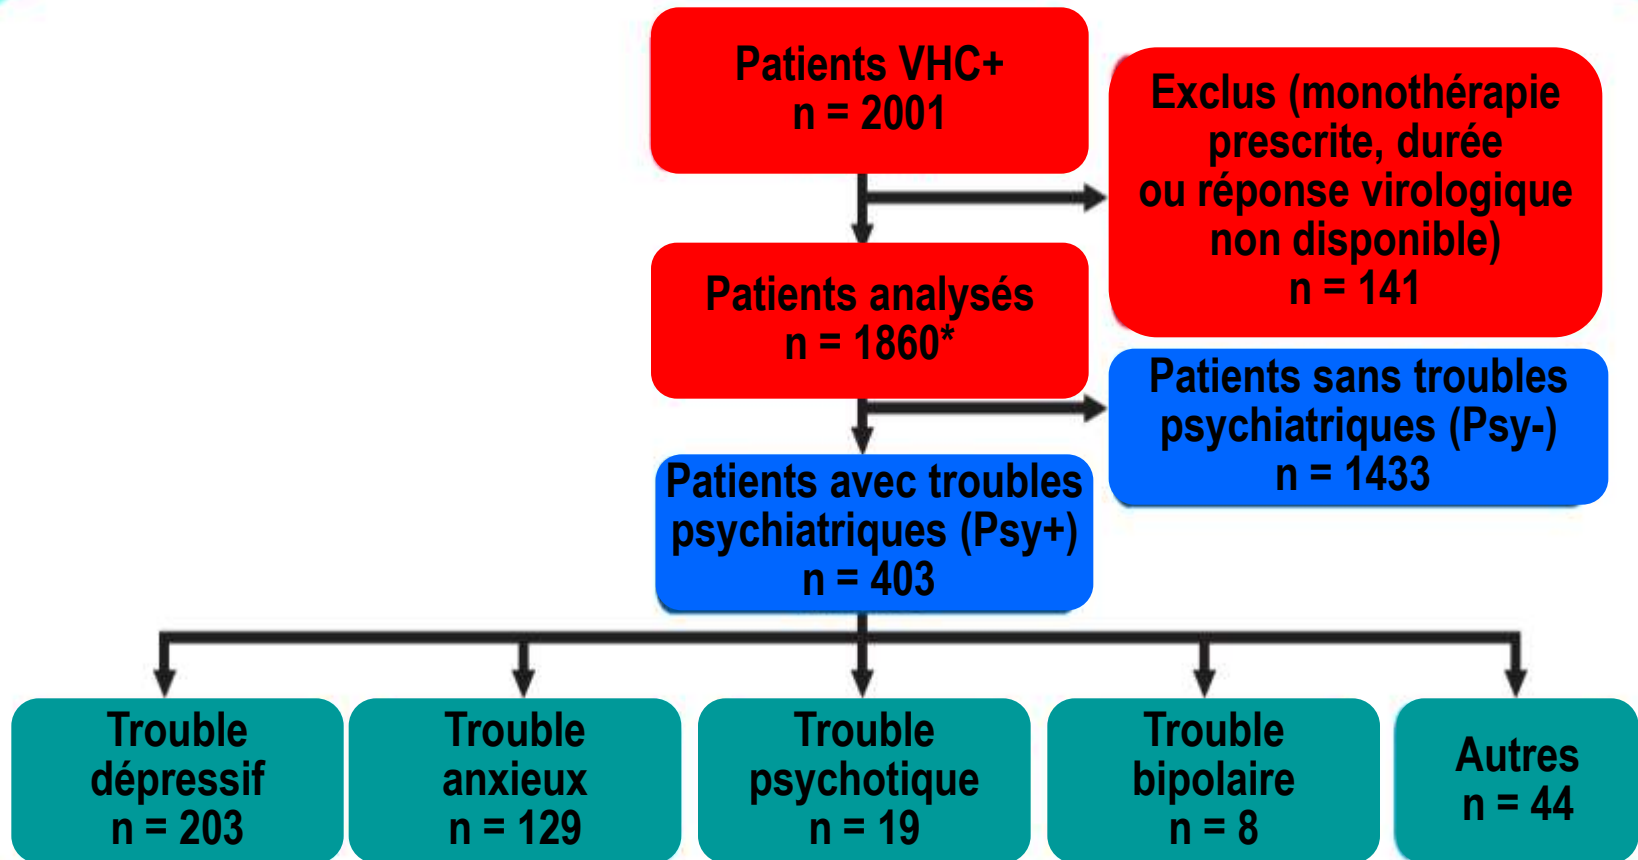 Patients VHC+
n = 2001
Exclus (monothérapie
prescrite, durée
ou réponse virologique
non disponible)
n = 141
Patients analysés
n = 1860*
Patients sans troubles
psychiatriques (Psy-)
n = 1433
Patients avec troubles
psychiatriques (Psy+)
n = 403
Trouble
dépressif
n = 203
Trouble
anxieux
n = 129
Trouble
psychotique
n = 19
Trouble
bipolaire
n = 8
Autres
n = 44